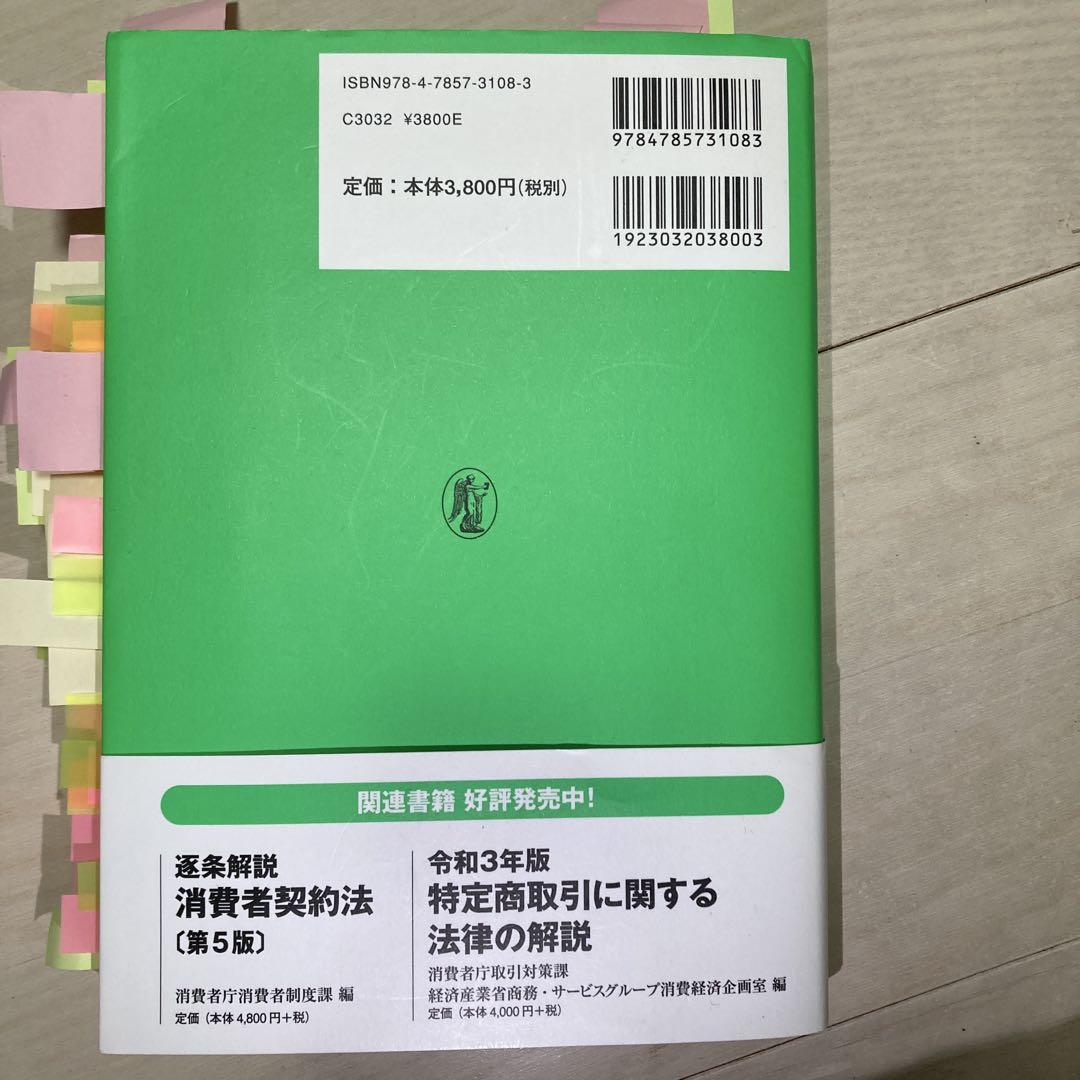 ISBN978-4-7857-3108-3
C3032 ¥3800E
定価：本体3,800円(税別)
9784785731083
1923032038003
関連書籍 好評発売中！
逐条解説
消費者契約法
〔第5版〕
消費者庁消費者制度課 編
定価（本体4,800円＋税）
令和3年版
特定商取引に関する
法律の解説
消費者庁取引対策課
経済産業省商務・サービスグループ消費経済企画室 編
定価（本体4,000円＋税）